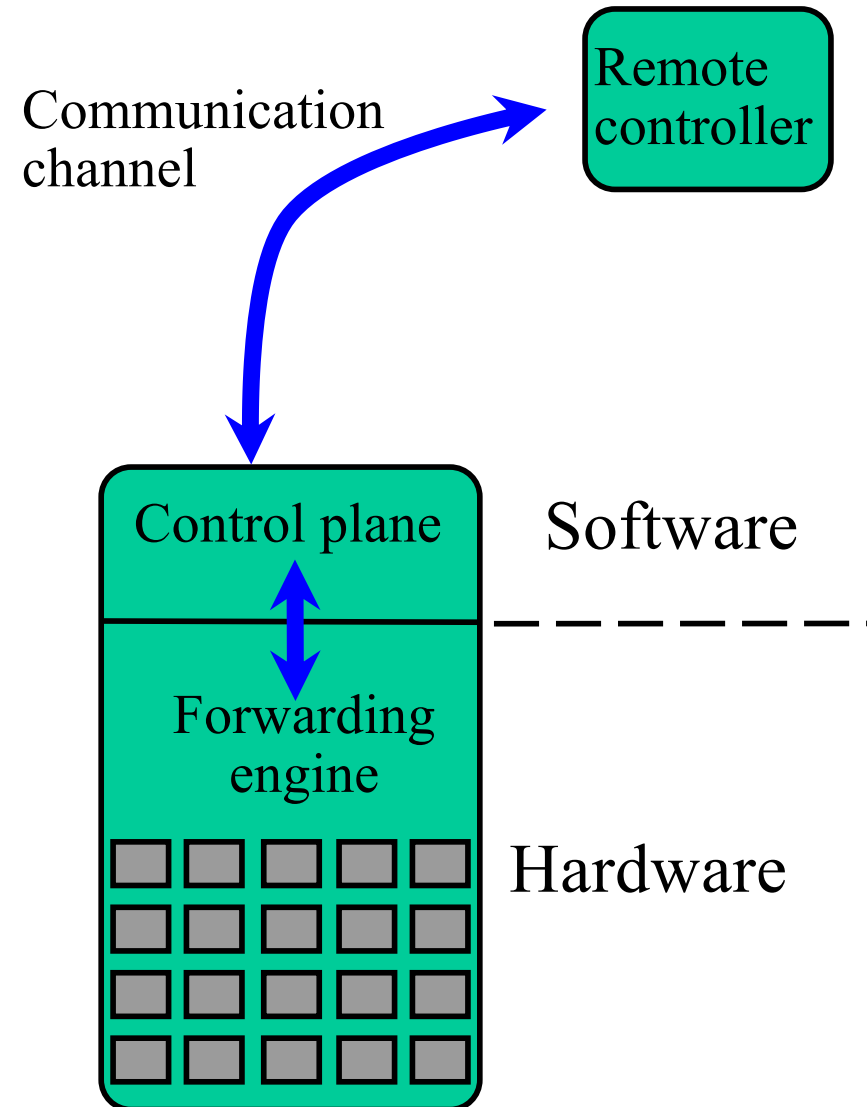 Remote
controller
Communication
channel
Control plane
Software
Forwarding
engine
Hardware